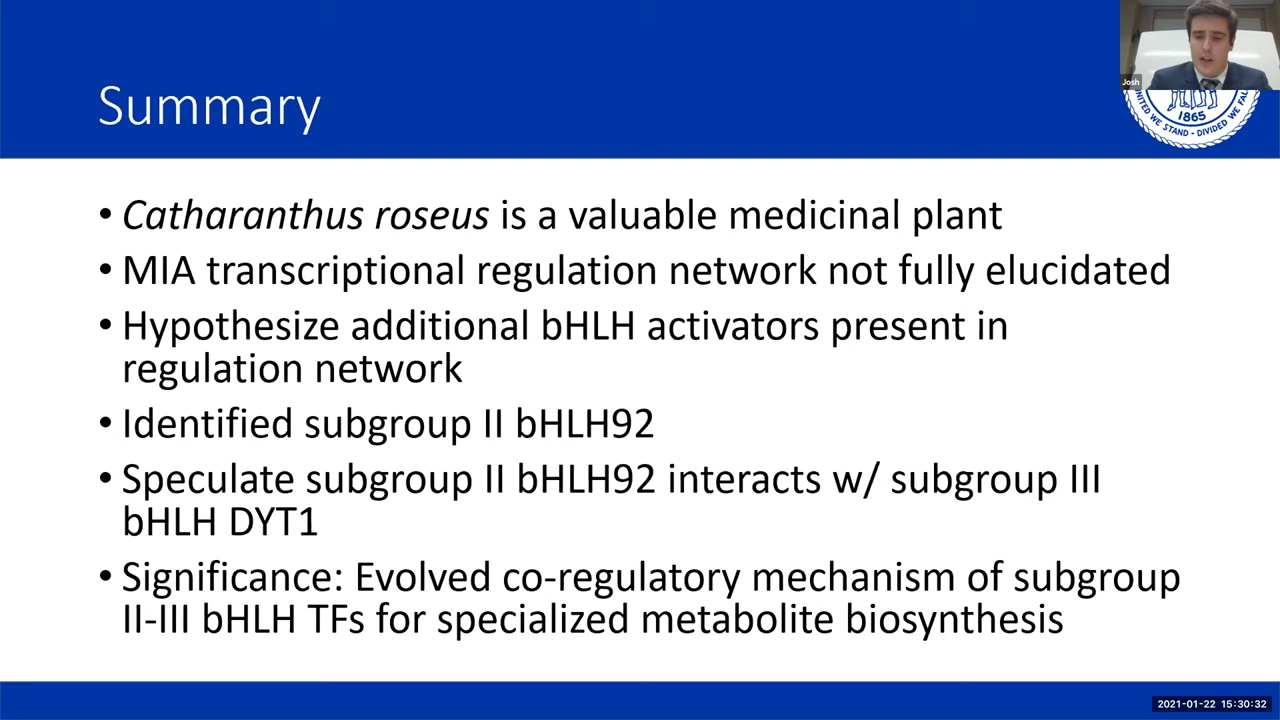 Summary
Josh
1865
UNITED WE STAND • DIVIDED WE FALL
• Catharanthus roseus is a valuable medicinal plant
• MIA transcriptional regulation network not fully elucidated
• Hypothesize additional bHLH activators present in
regulation network
• Identified subgroup II bHLH92
• Speculate subgroup II bHLH92 interacts w/ subgroup III
bHLH DYT1
• Significance: Evolved co-regulatory mechanism of subgroup
II-III bHLH TFs for specialized metabolite biosynthesis
2021-01-22 15:30:32